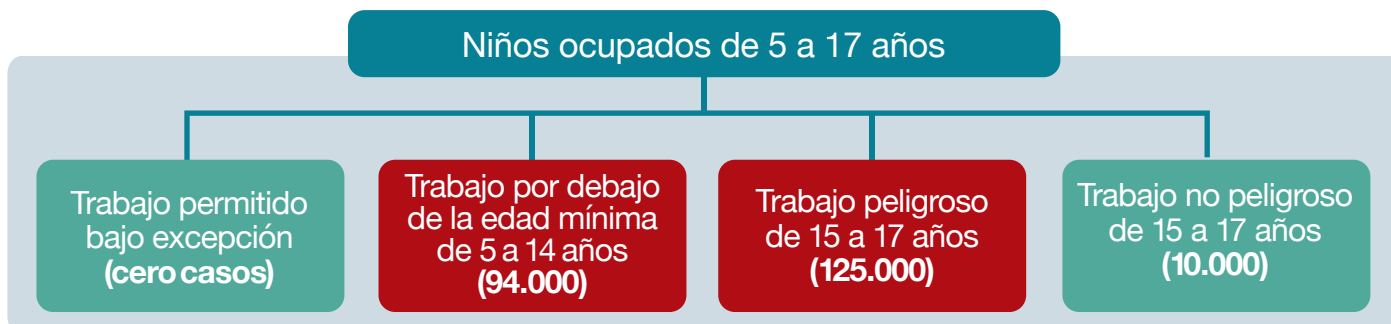 Niños ocupados de 5 a 17 años
Trabajo permitido
bajo excepción
(cero casos)
Trabajo por debajo
de la edad mínima
de 5 a 14 años
(94.000)
Trabajo peligroso
de 15 a 17 años
(125.000)
Trabajo no peligroso
de 15 a 17 años
(10.000)